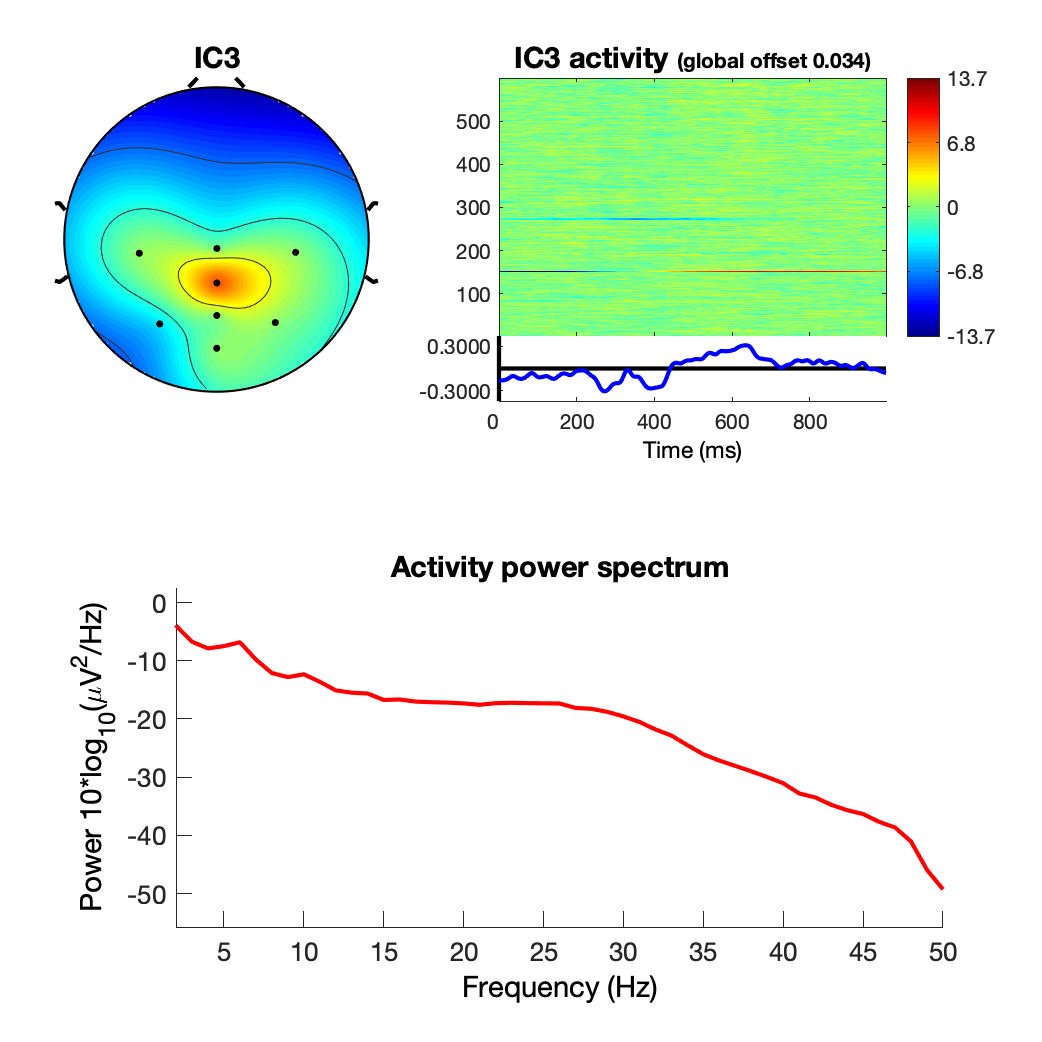 IC3
IC3 activity (global offset 0.034)
500
400
300
200
100
13.7
6.8
0
-6.8
-13.7
0.3000
-0.3000
0 200 400 600 800
Time (ms)
Activity power spectrum
Power 10*log10(μV2/Hz)
0
-10
-20
-30
-40
-50
5 10 15 20 25 30 35 40 45 50
Frequency (Hz)